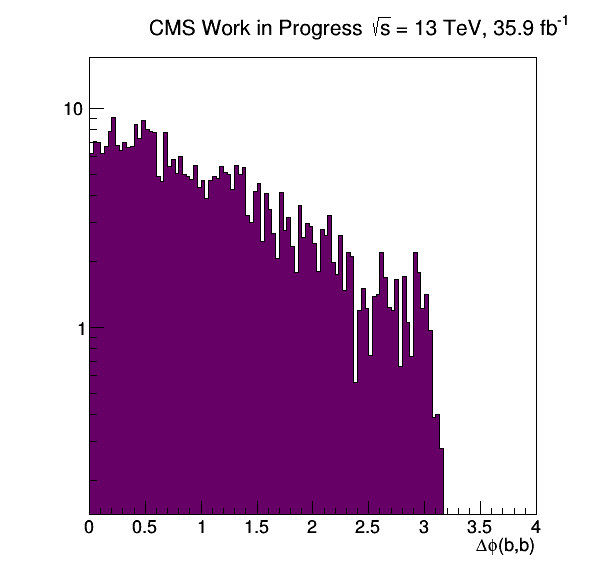 CMS Work in Progress √s = 13 TeV, 35.9 fb⁻¹
10
1
0 0.5 1 1.5 2 2.5 3 3.5 4
Δϕ(b,b)